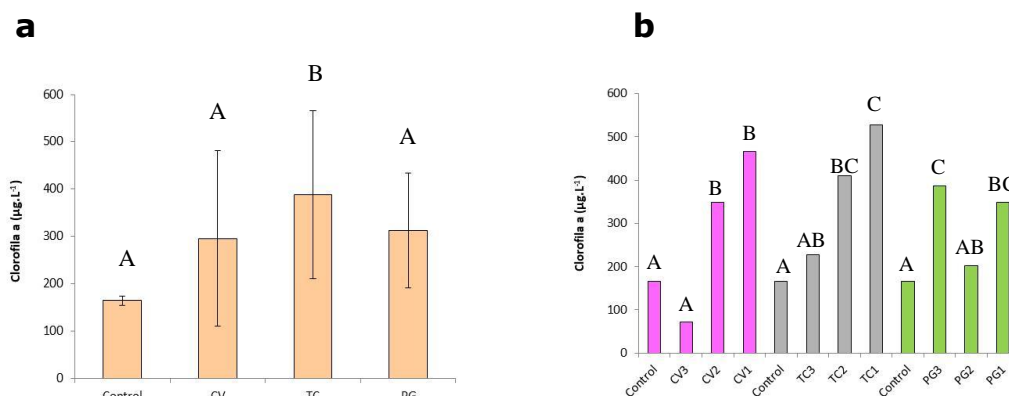 a
b
B
A
A
A
600
500
400
300
200
100
0
Clorofila a (µg.L-1)
Control CV TC PG
C
B
C
B
BC
BC
AB
AB
A
A
A
A
600
500
400
300
200
100
0
Clorofila a (µg.L-1)
Control CV3 CV2 CV1 Control TC3 TC2 TC1 Control PG3 PG2 PG1